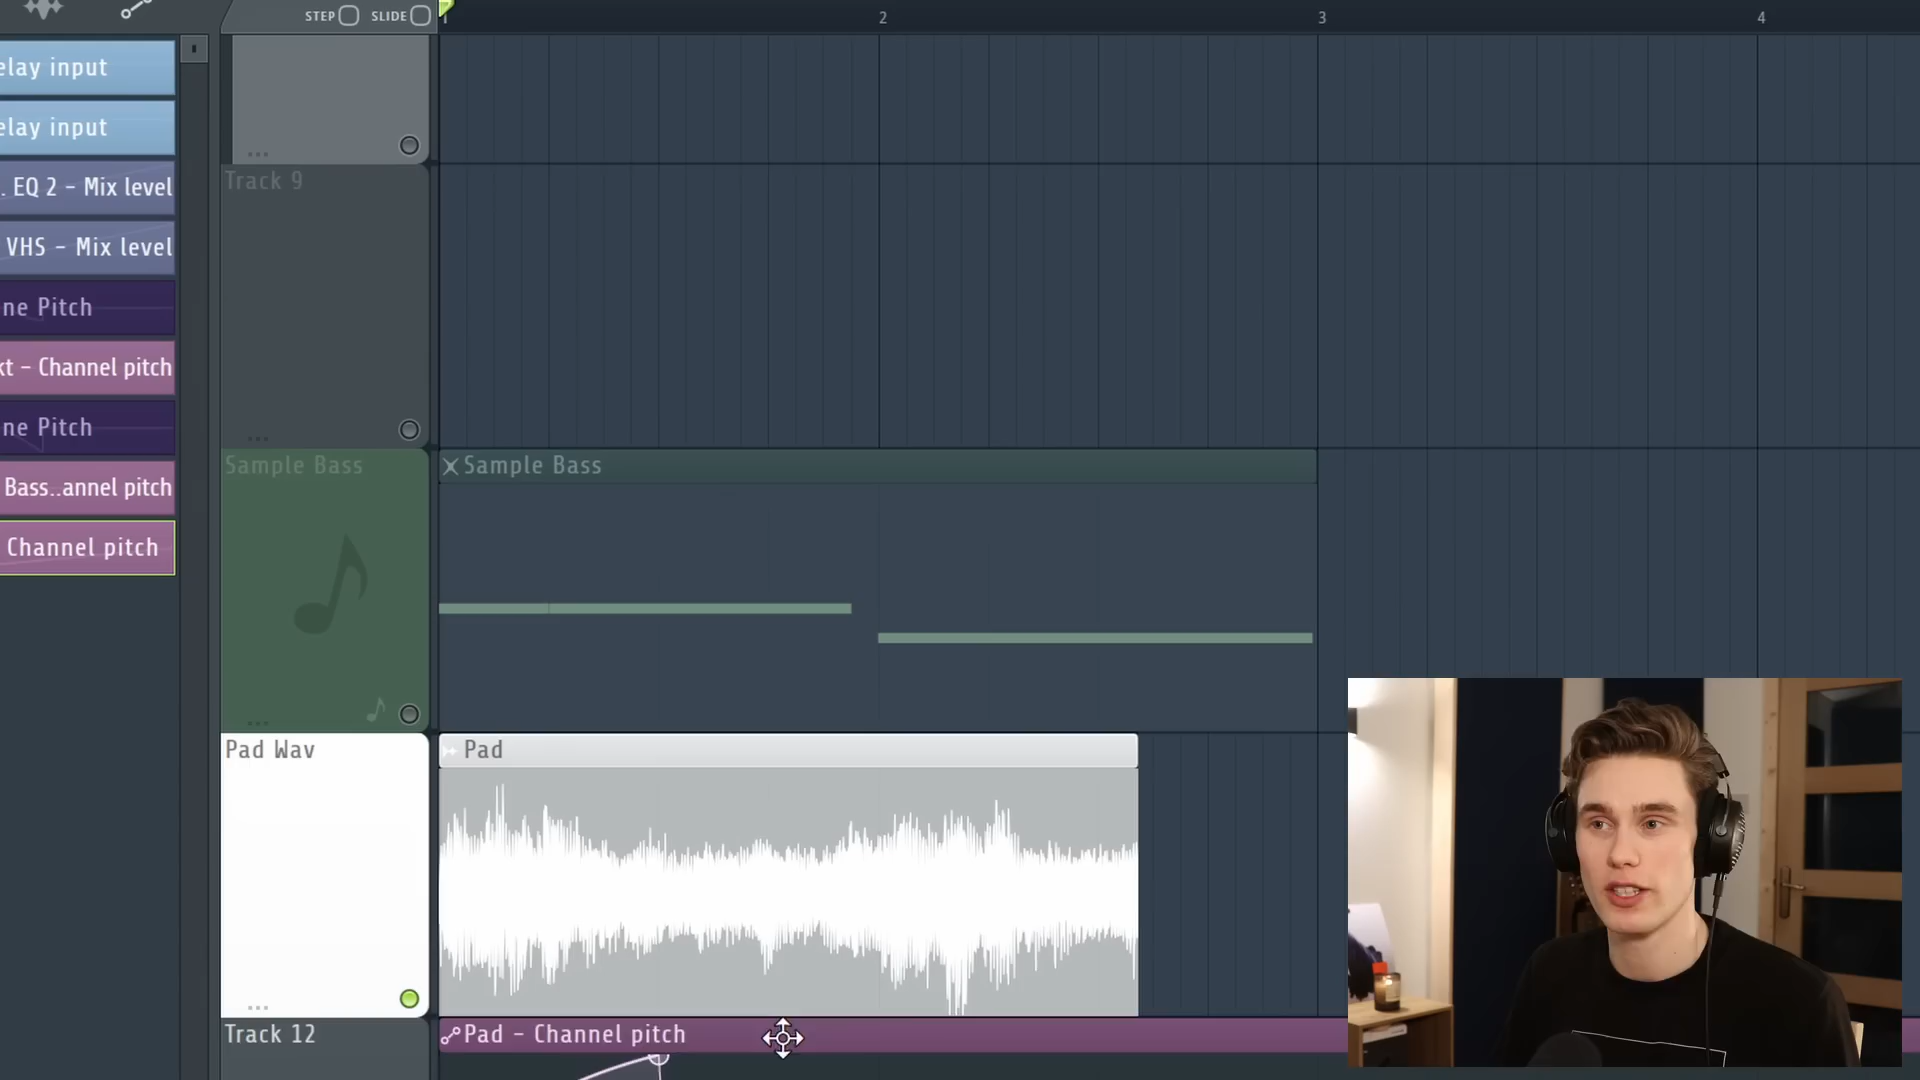 STEP SLIDE
1 2 3 4
elay input
elay input
. EQ 2 - Mix level
VHS - Mix level
ne Pitch
kt - Channel pitch
ne Pitch
Bass..annel pitch
Channel pitch
Track 9
Sample Bass
Sample Bass
Pad Wav
Pad
Track 12
Pad - Channel pitch